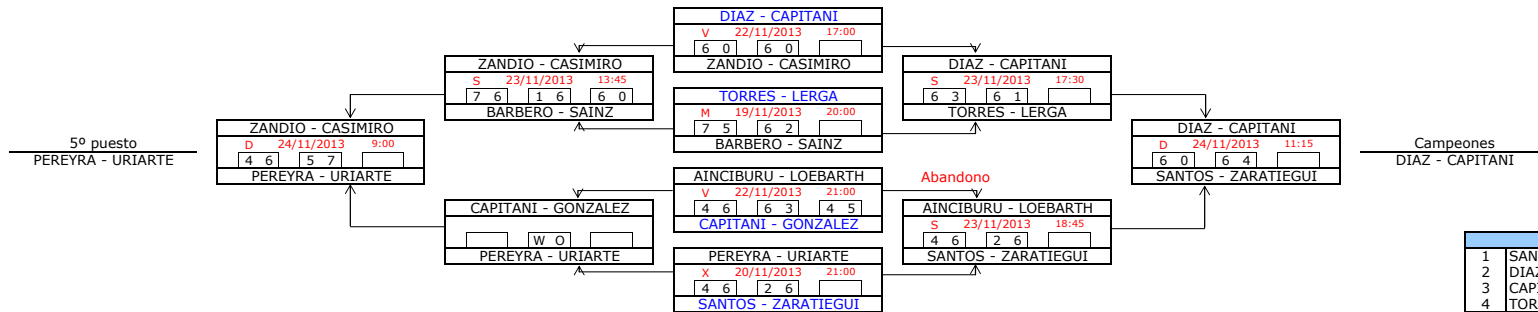 DIAZ - CAPITANI
V 22/11/2013 17:00
6 0 6 0
ZANDIO - CASIMIRO
ZANDIO - CASIMIRO
S 23/11/2013 13:45
7 6 1 6 6 0
BARBERO - SAINZ
DIAZ - CAPITANI
S 23/11/2013 17:30
6 3 6 1
TORRES - LERGA
TORRES - LERGA
M 19/11/2013 20:00
7 5 6 2
BARBERO - SAINZ
5º puesto
PEREYRA - URIARTE
ZANDIO - CASIMIRO
D 24/11/2013 9:00
4 6 5 7
PEREYRA - URIARTE
DIAZ - CAPITANI
D 24/11/2013 11:15
6 0 6 4
SANTOS - ZARATIEGUI
Campeones
DIAZ - CAPITANI
AINCIBURU - LOEBARTH
V 22/11/2013 21:00
4 6 6 3 4 5
CAPITANI - GONZALEZ
Abandono
CAPITANI - GONZALEZ
W O
PEREYRA - URIARTE
AINCIBURU - LOEBARTH
S 23/11/2013 18:45
4 6 2 6
SANTOS - ZARATIEGUI
PEREYRA - URIARTE
X 20/11/2013 21:00
4 6 2 6
SANTOS - ZARATIEGUI
1 SAN
2 DIAZ
3 CAPI
4 TOR